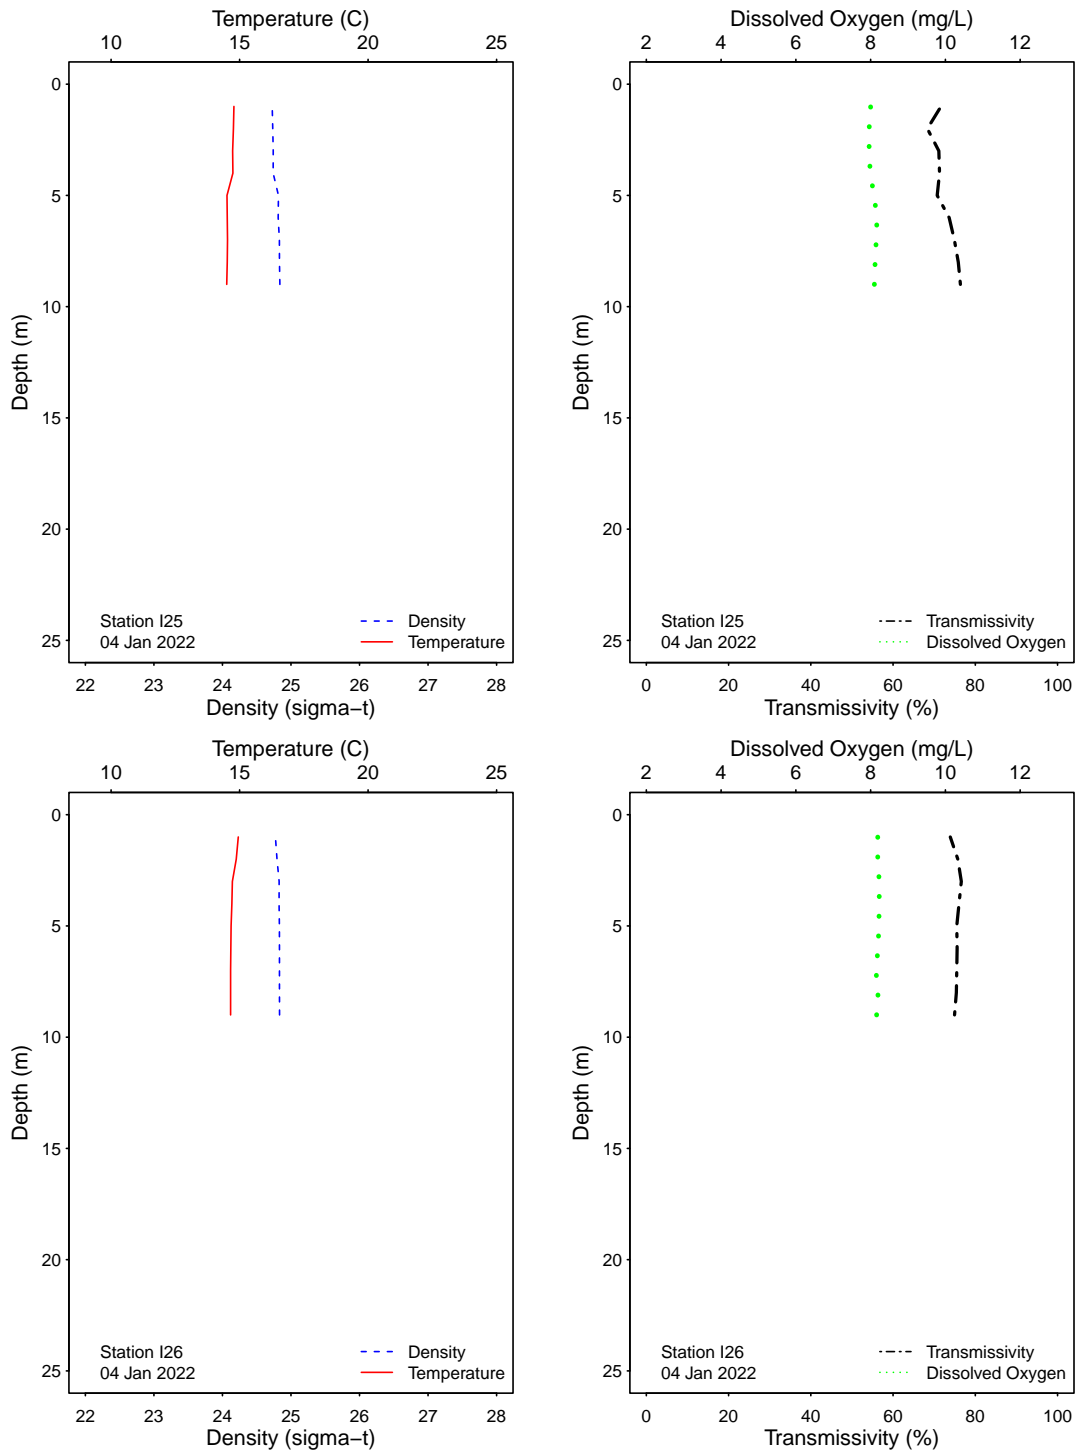 Temperature (C)
10 15 20 25
0
5
10
15
20
25
Depth (m)
Station I25
04 Jan 2022
Density
Temperature
22 23 24 25 26 27 28
Density (sigma−t)
Dissolved Oxygen (mg/L)
2 4 6 8 10 12
0
5
10
15
20
25
Depth (m)
Station I25
04 Jan 2022
Transmissivity
Dissolved Oxygen
0 20 40 60 80 100
Transmissivity (%)
Temperature (C)
10 15 20 25
0
5
10
15
20
25
Depth (m)
Station I26
04 Jan 2022
Density
Temperature
22 23 24 25 26 27 28
Density (sigma−t)
Dissolved Oxygen (mg/L)
2 4 6 8 10 12
0
5
10
15
20
25
Depth (m)
Station I26
04 Jan 2022
Transmissivity
Dissolved Oxygen
0 20 40 60 80 100
Transmissivity (%)